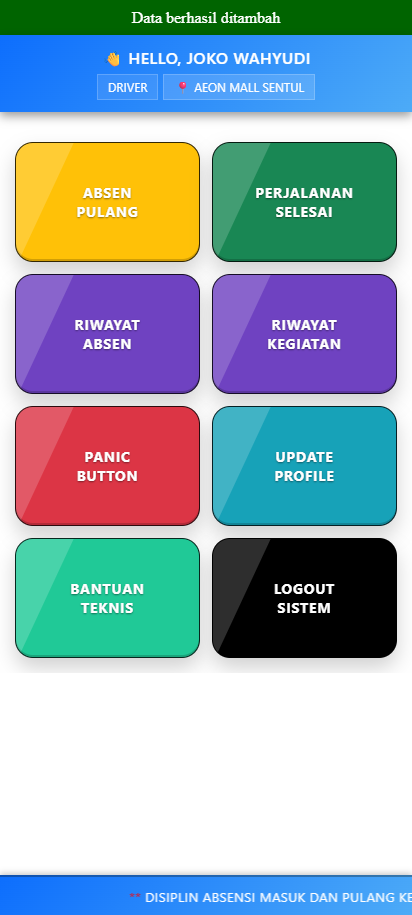 Data berhasil ditambah
👋 HELLO, JOKO WAHYUDI
DRIVER
📍 AEON MALL SENTUL
ABSEN
PULANG
PERJALANAN
SELESAI
RIWAYAT
ABSEN
RIWAYAT
KEGIATAN
PANIC
BUTTON
UPDATE
PROFILE
BANTUAN
TEKNIS
LOGOUT
SISTEM
DISIPLIN ABSENSI MASUK DAN PULANG KE